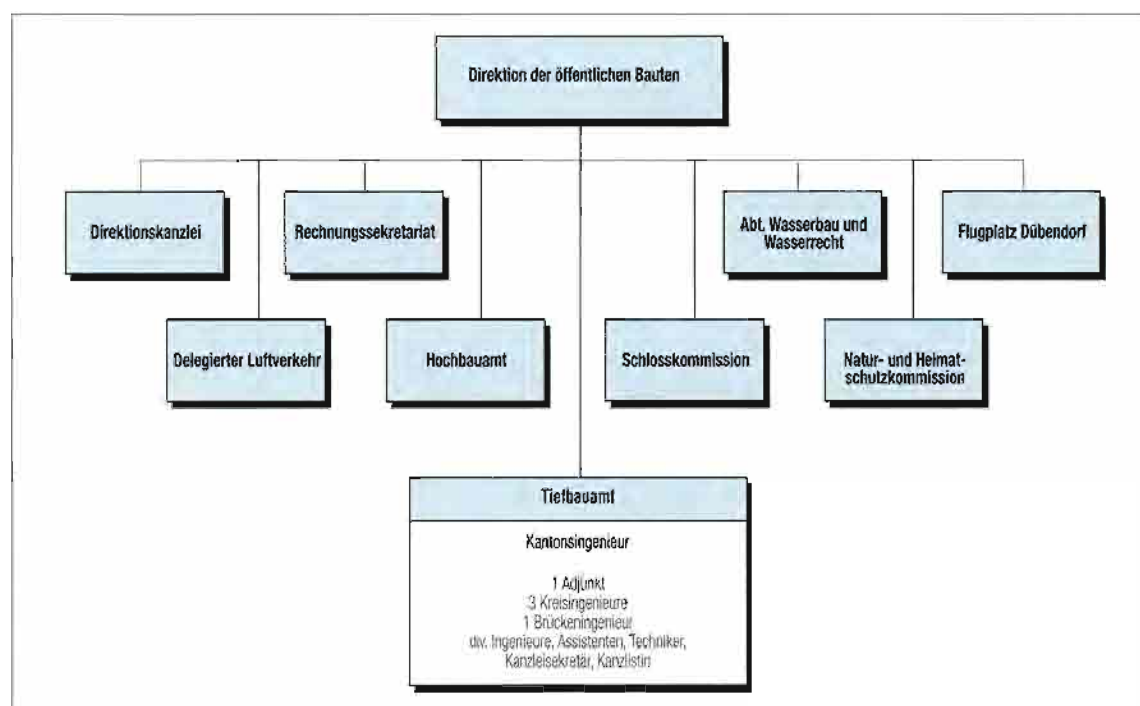 Direktion der öffentlichen Bauten
Direktionskanzlei
Rechnungssekretariat
Abt. Wasserbau und
Wasserrecht
Flugplatz Dübendorf
Delegierter Luftverkehr
Hochbauamt
Schlosskommission
Natur- und Heimat-
schutzkommission
Tiefbauamt
Kantonsingenieur
1 Adjunkt
3 Kreisingenieure
1 Brückeningenieur
div. Ingenieure, Assistenten, Techniker,
Kanzleisekretär, Kanzlistin